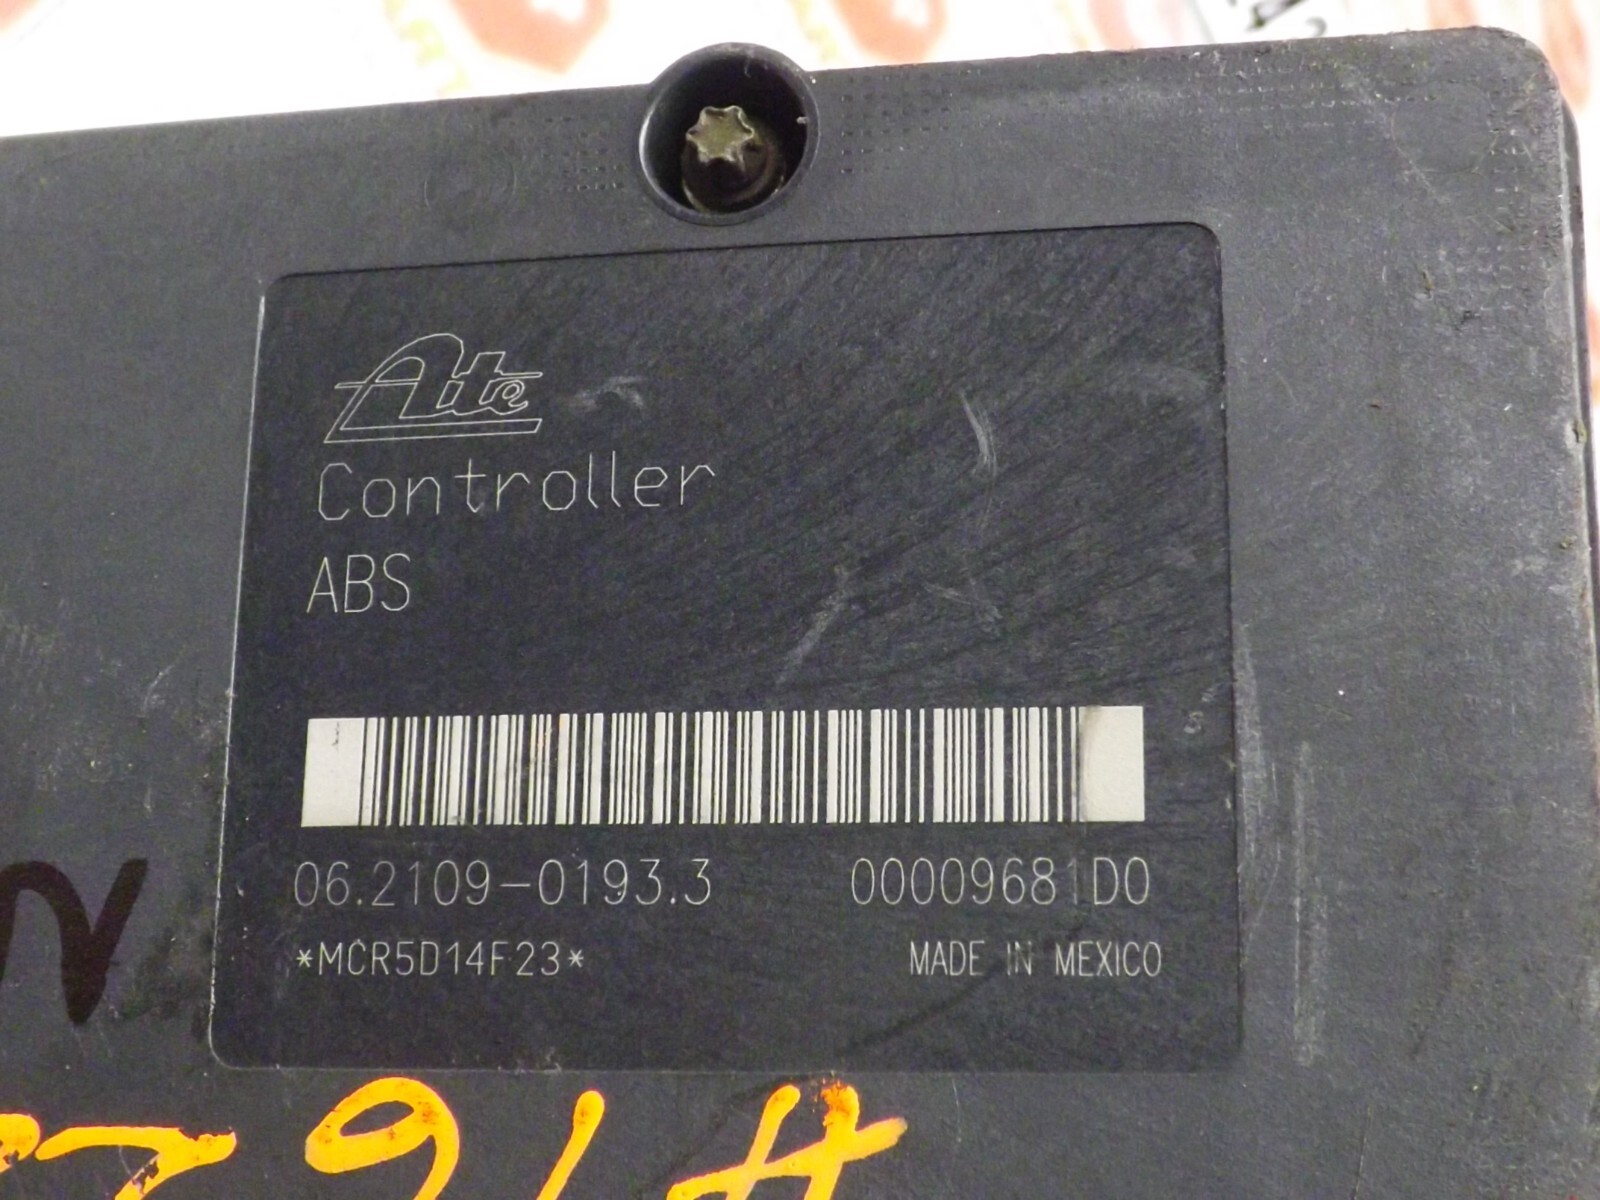 Ate
Controller
ABS
06.2109-0193.3 00009681D0
*MCR5D14F23*
MADE IN MEXICO